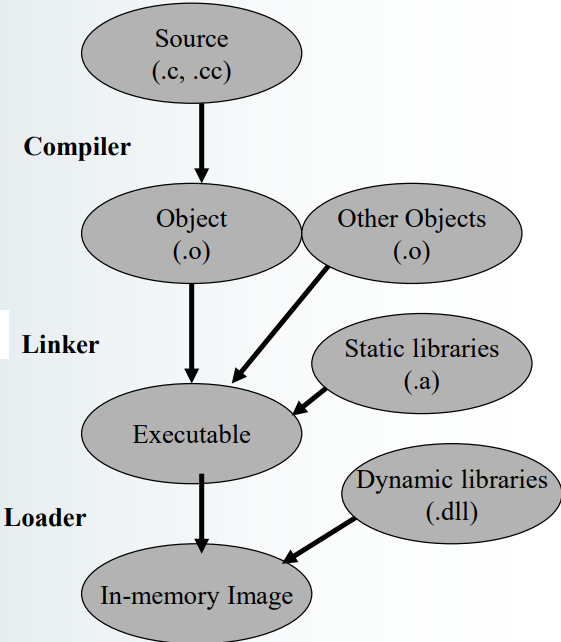 Source
(.c, .cc)
Compiler
Object
(.o)
Other Objects
(.o)
Linker
Static libraries
(.a)
Executable
Dynamic libraries
(.dll)
Loader
In-memory Image